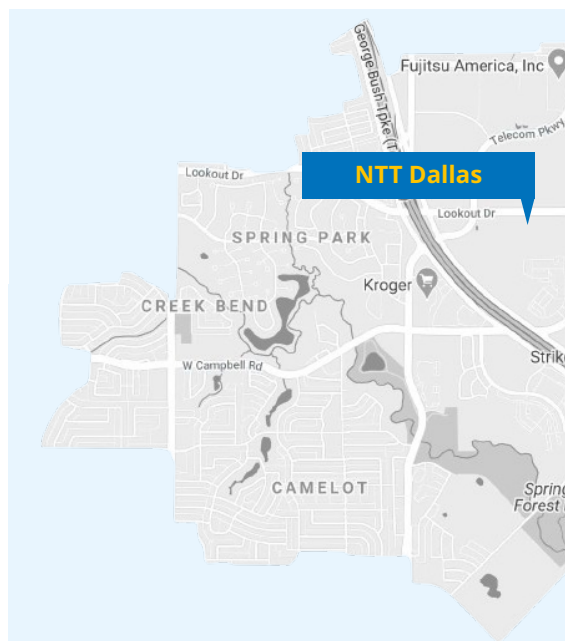 George Bush Tpke (T
Fujitsu America, Inc
Telecom Pkwy
NTT Dallas
Lookout Dr
Lookout Dr
SPRING PARK
Kroger
CREEK BEND
Strik
W Campbell Rd
CAMELOT
Spring
Forest